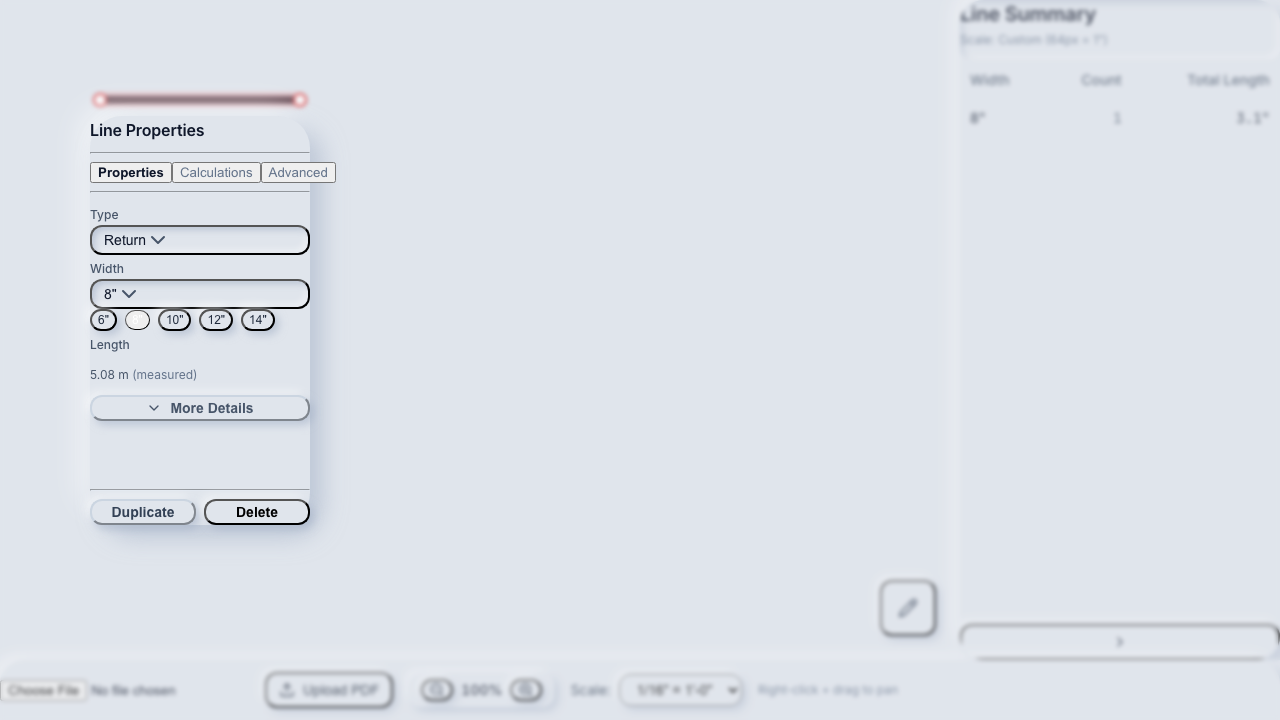 Line Summary
Scale: Custom (64px = 1")
Width Count Total Length
8" 1 3.1"
Line Properties
Properties Calculations Advanced
Type
Return
Width
8"
6" 10" 12" 14"
Length
5.08 m (measured)
More Details
Duplicate Delete
Choose File No file chosen Upload PDF 100% Scale: 1/16" = 1'-0" Right-click + drag to pan